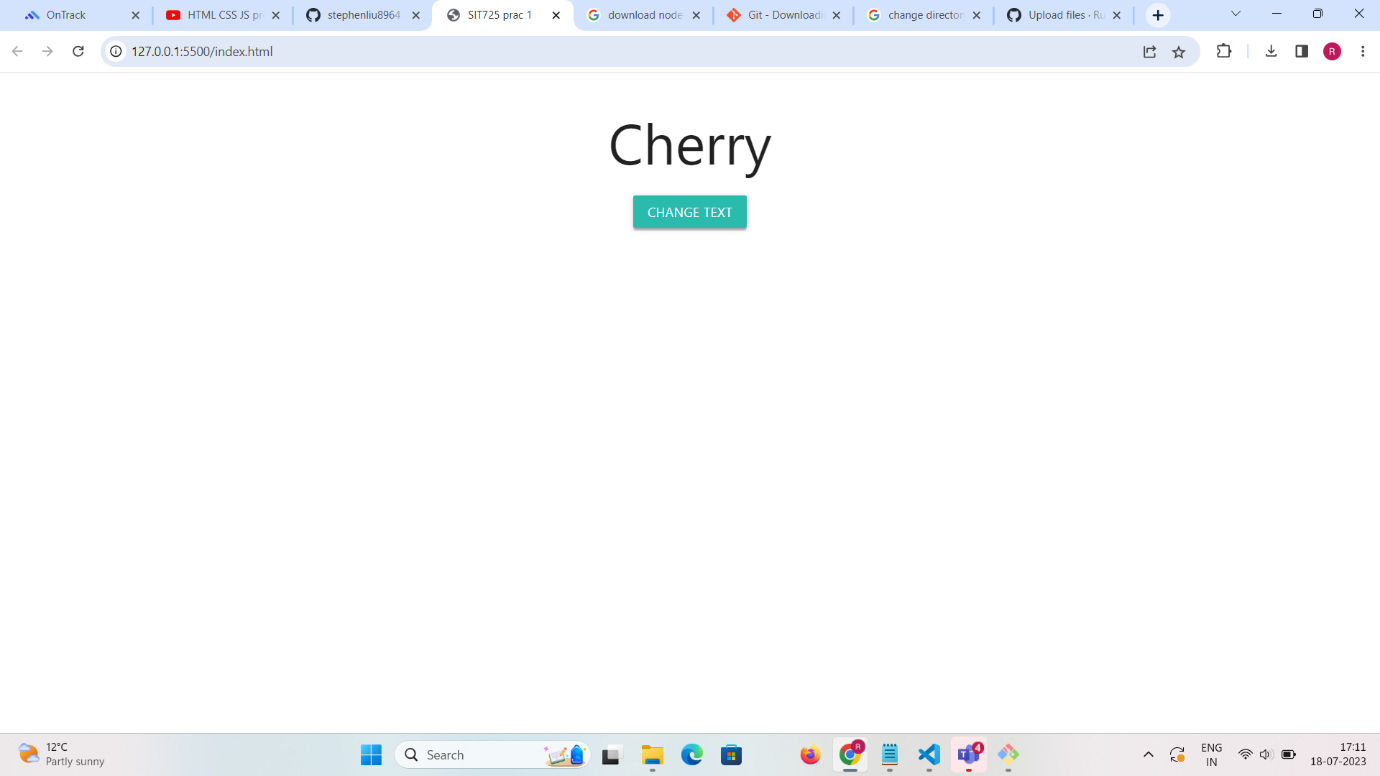 OnTrack
HTML CSS JS pr
stephenliu8964
SIT725 prac 1
download node
Git - Downloadi
change director
Upload files · Ru
127.0.0.1:5500/index.html
R
Cherry
CHANGE TEXT
12°C
Partly sunny
Search
R
4
ENG
IN
17:11
18-07-2023